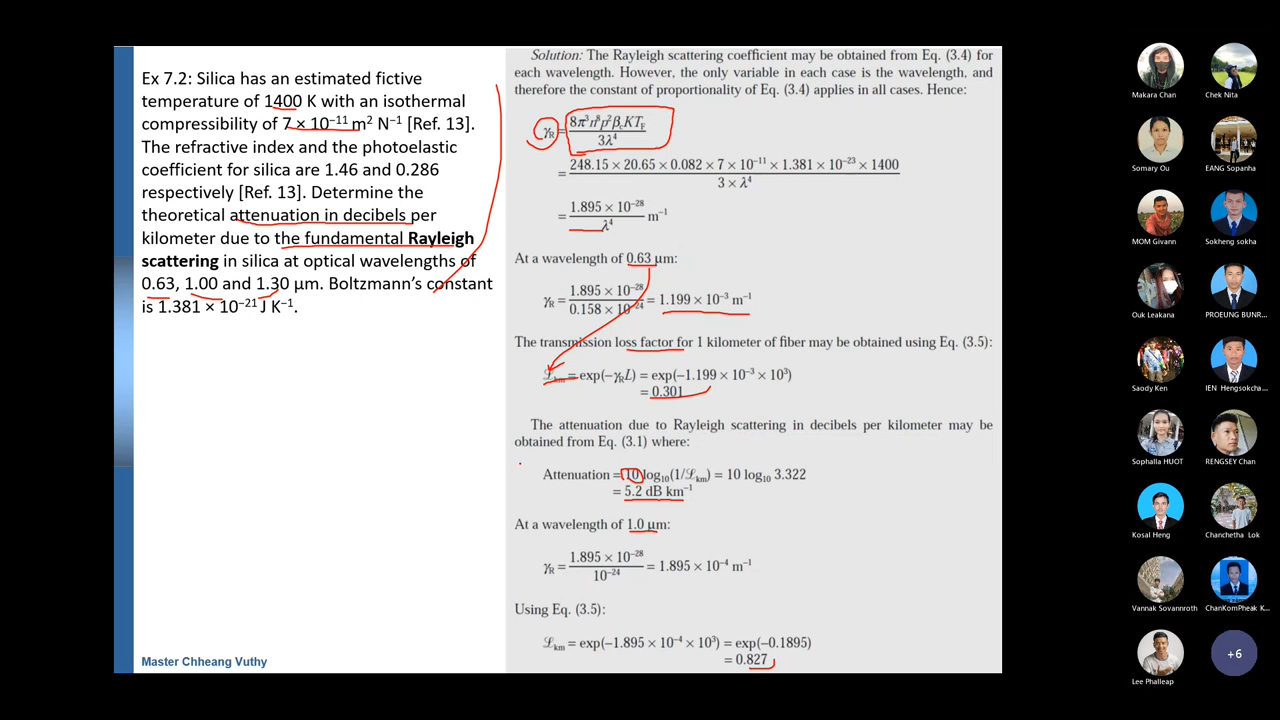 Ex 7.2: Silica has an estimated fictive
temperature of 1400 K with an isothermal
compressibility of 7 × 10⁻¹¹ m² N⁻¹ [Ref. 13].
The refractive index and the photoelastic
coefficient for silica are 1.46 and 0.286
respectively [Ref. 13]. Determine the
theoretical attenuation in decibels per
kilometer due to the fundamental Rayleigh
scattering in silica at optical wavelengths of
0.63, 1.00 and 1.30 μm. Boltzmann's constant
is 1.381 × 10⁻²¹ J K⁻¹.
Master Chheang Vuthy
Solution: The Rayleigh scattering coefficient may be obtained from Eq. (3.4) for
each wavelength. However, the only variable in each case is the wavelength, and
therefore the constant of proportionality of Eq. (3.4) applies in all cases. Hence:
γR = 8π³n⁸p²βcKTF / 3λ⁴
= 248.15 × 20.65 × 0.082 × 7 × 10⁻¹¹ × 1.381 × 10⁻²³ × 1400 / 3 × λ⁴
= 1.895 × 10⁻²⁸ / λ⁴ m⁻¹
At a wavelength of 0.63 μm:
γR = 1.895 × 10⁻²⁸ / 0.158 × 10⁻²⁴ = 1.199 × 10⁻³ m⁻¹
The transmission loss factor for 1 kilometer of fiber may be obtained using Eq. (3.5):
ℒkm = exp(−γRL) = exp(−1.199 × 10⁻³ × 10³)
= 0.301
The attenuation due to Rayleigh scattering in decibels per kilometer may be
obtained from Eq. (3.1) where:
Attenuation = 10 log₁₀(1/ℒkm) = 10 log₁₀ 3.322
= 5.2 dB km⁻¹
At a wavelength of 1.0 μm:
γR = 1.895 × 10⁻²⁸ / 10⁻²⁴ = 1.895 × 10⁻⁴ m⁻¹
Using Eq. (3.5):
ℒkm = exp(−1.895 × 10⁻⁴ × 10³) = exp(−0.1895)
= 0.827
Makara Chan
Chek Nita
Somary Ou
EANG Sopanha
MOM Givann
Sokheng sokha
Ouk Leakana
PROEUNG BUNR...
Saody Ken
IEN Hengsokcha...
Sophalla HUOT
RENGSEY Chan
Kosal Heng
Chanchetha Lok
Vannak Sovannroth
ChanKomPheak K...
Lee Phalleap
+6